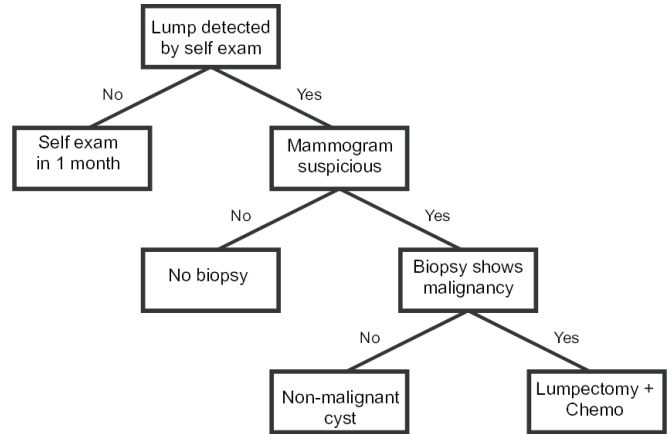 Lump detected
by self exam
No
Yes
Self exam
in 1 month
Mammogram
suspicious
No
Yes
No biopsy
Biopsy shows
malignancy
No
Yes
Non-malignant
cyst
Lumpectomy +
Chemo